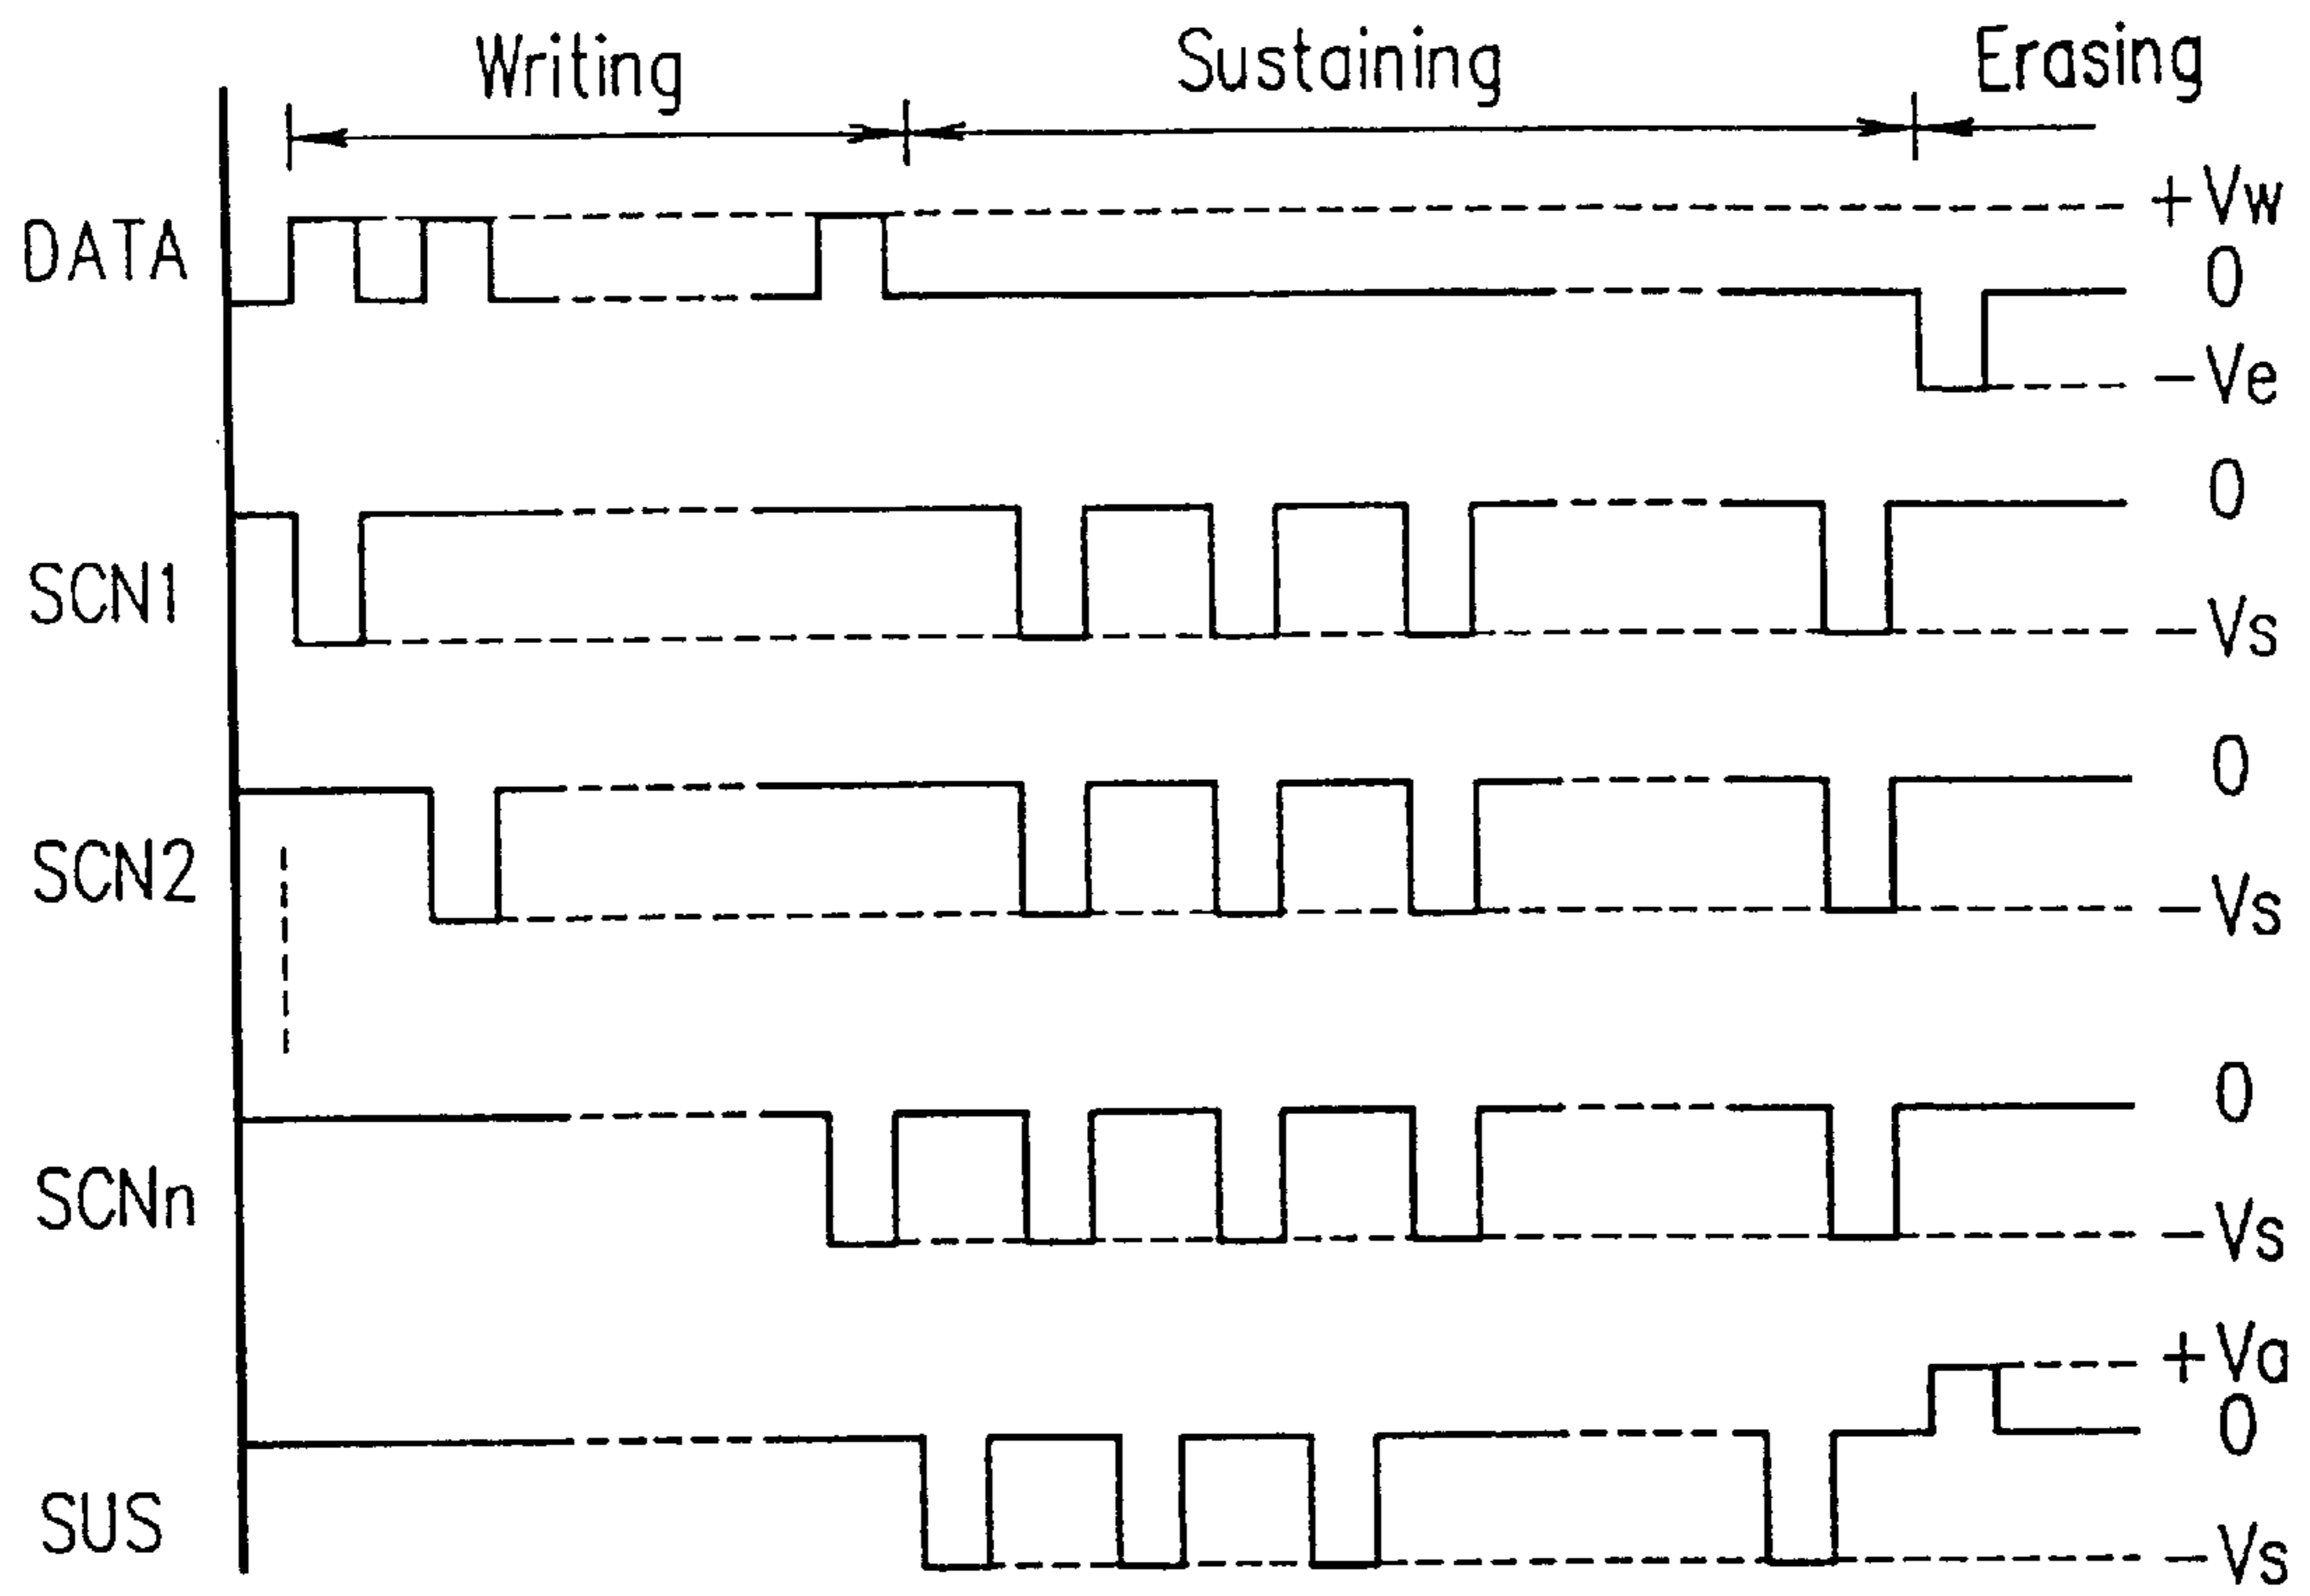 Writing Sustaining Erasing
+Vw
DATA 0
-Ve
0
SCN1
-Vs
0
SCN2
-Vs
0
SCNn
-Vs
+Va
0
SUS
-Vs